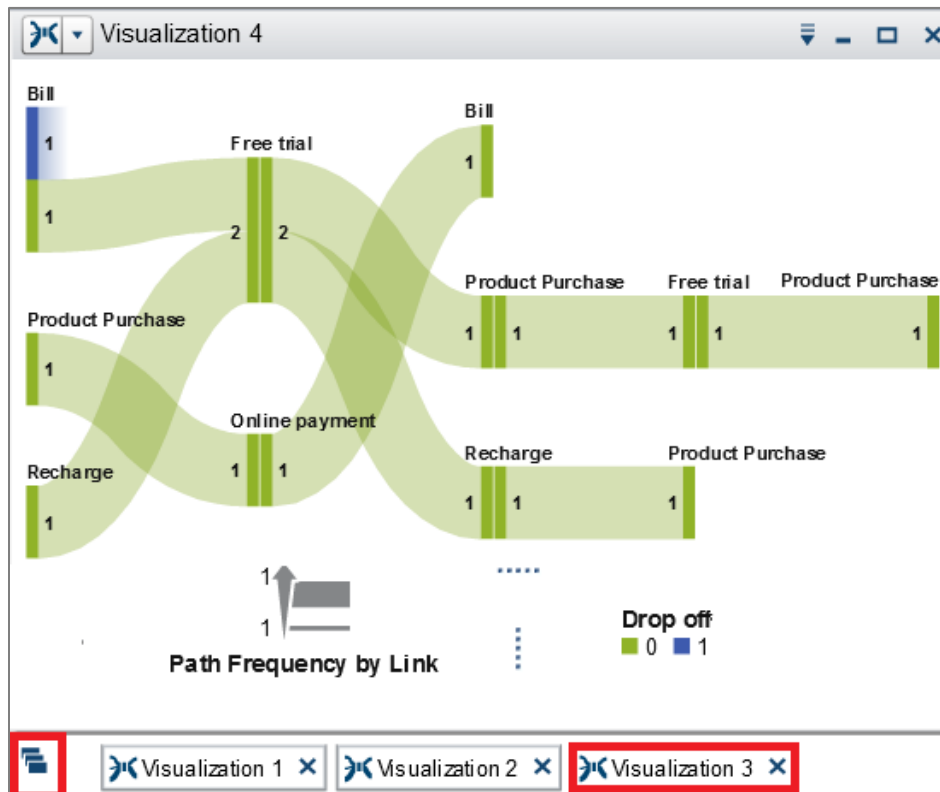 Visualization 4
Bill
1
1
Free trial
2 2
Bill
1
Product Purchase
1
Product Purchase
1 1
Free trial
1 1
Product Purchase
1
Online payment
1 1
Recharge
1
Recharge
1 1
Product Purchase
1
1
1
Path Frequency by Link
Drop off
0 1
Visualization 1
Visualization 2
Visualization 3